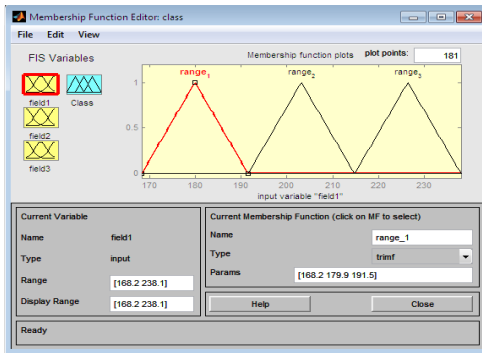 Membership Function Editor: class
File Edit View
FIS Variables
Membership function plots plot points: 181
range_1 range_2 range_3
field1 Class
field2
field3
1
0.5
0
170 180 190 200 210 220 230
input variable "field1"
Current Variable
Name field1
Type input
Range [168.2 238.1]
Display Range [168.2 238.1]
Current Membership Function (click on MF to select)
Name range_1
Type trimf
Params [168.2 179.9 191.5]
Help Close
Ready